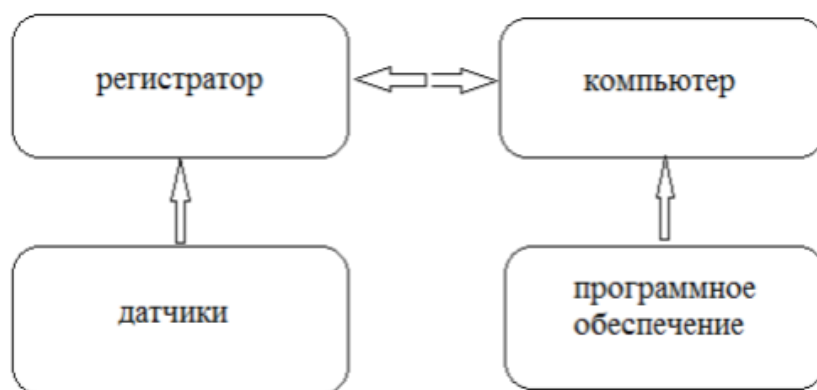 регистратор
компьютер
датчики
программное
обеспечение